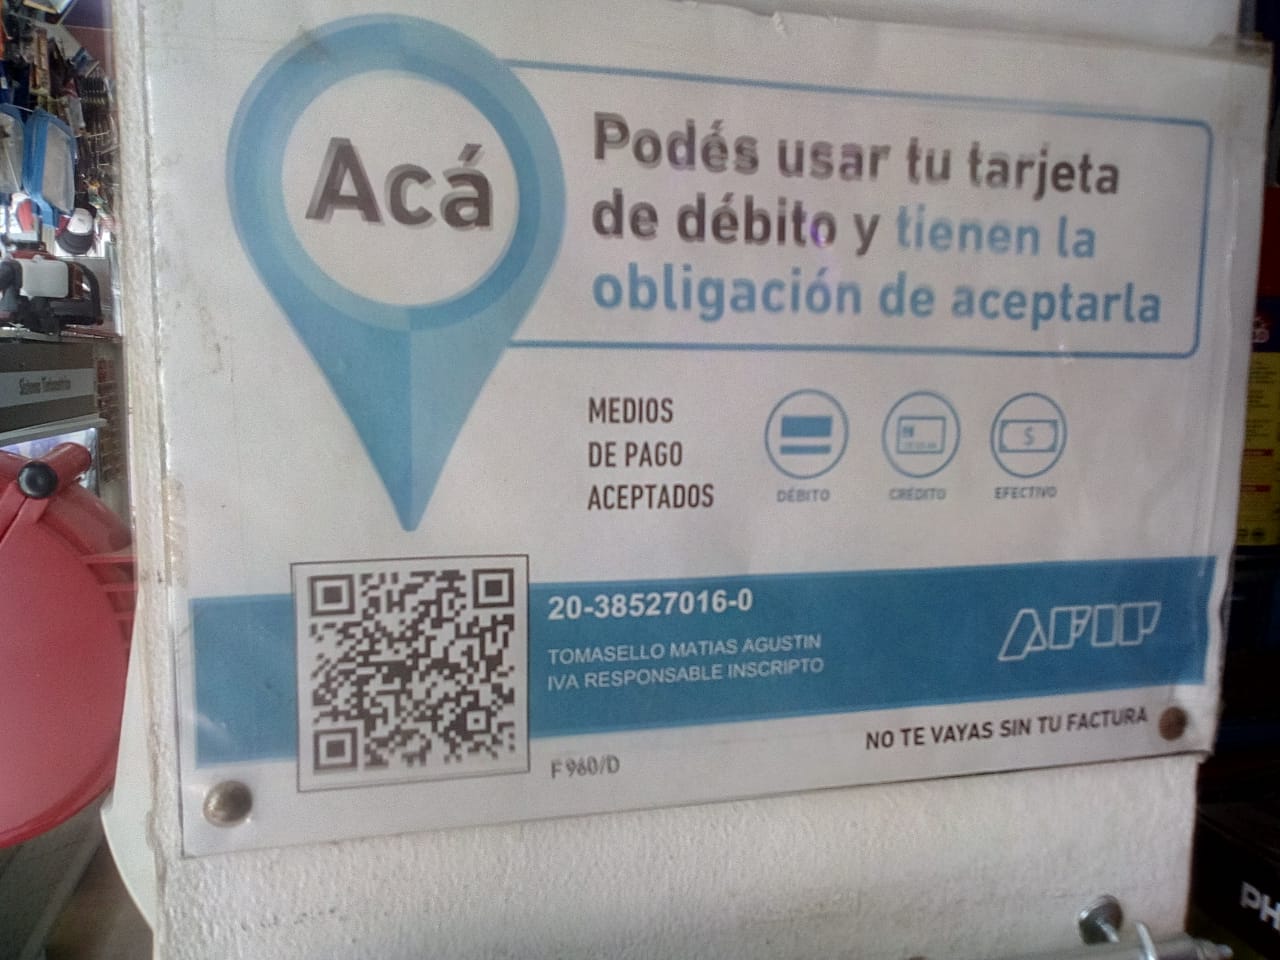 Acá
Podés usar tu tarjeta
de débito y tienen la
obligación de aceptarla
MEDIOS
DE PAGO
ACEPTADOS
DÉBITO
CRÉDITO
EFECTIVO
$
20-38527016-0
TOMASELLO MATIAS AGUSTIN
IVA RESPONSABLE INSCRIPTO
AFIP
F 960/D
NO TE VAYAS SIN TU FACTURA
PH